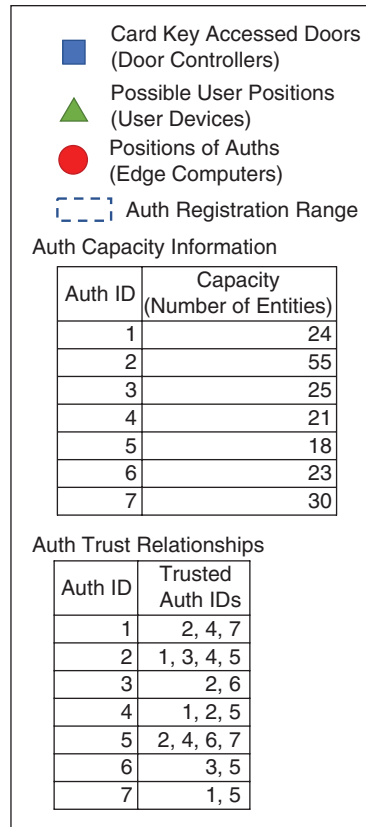 Card Key Accessed Doors
(Door Controllers)
Possible User Positions
(User Devices)
Positions of Auths
(Edge Computers)
Auth Registration Range
Auth Capacity Information
Auth ID Capacity
(Number of Entities)
1 24
2 55
3 25
4 21
5 18
6 23
7 30
Auth Trust Relationships
Auth ID Trusted
Auth IDs
1 2, 4, 7
2 1, 3, 4, 5
3 2, 6
4 1, 2, 5
5 2, 4, 6, 7
6 3, 5
7 1, 5